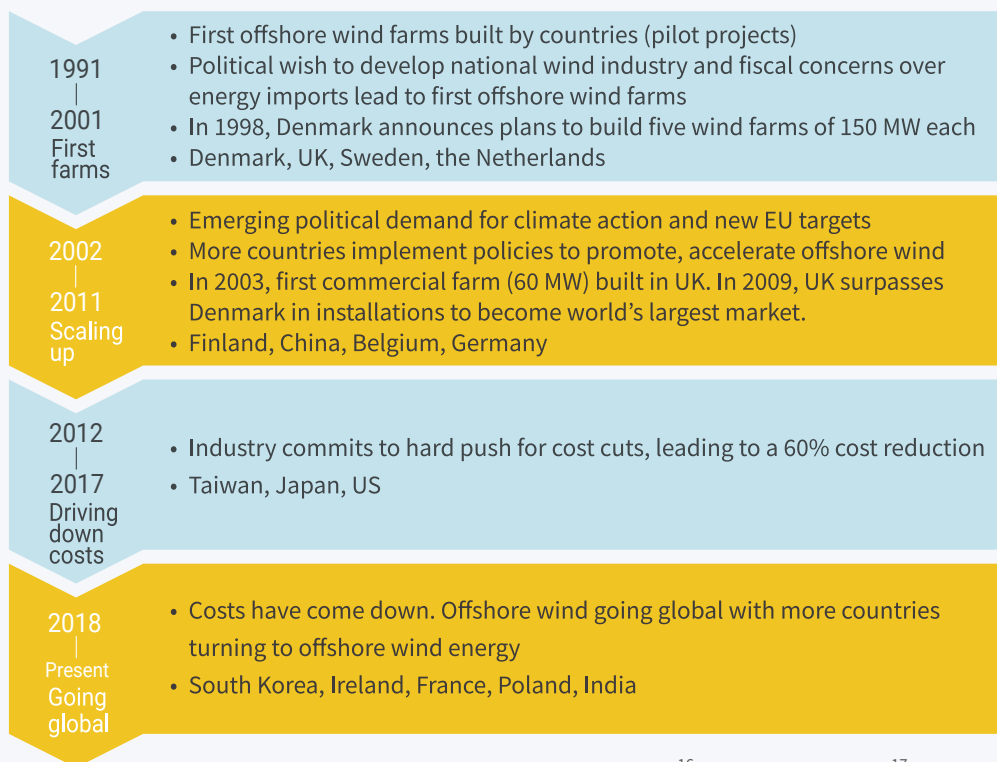 1991
2001
First
farms
• First offshore wind farms built by countries (pilot projects)
• Political wish to develop national wind industry and fiscal concerns over
energy imports lead to first offshore wind farms
• In 1998, Denmark announces plans to build five wind farms of 150 MW each
• Denmark, UK, Sweden, the Netherlands
2002
2011
Scaling
up
• Emerging political demand for climate action and new EU targets
• More countries implement policies to promote, accelerate offshore wind
• In 2003, first commercial farm (60 MW) built in UK. In 2009, UK surpasses
Denmark in installations to become world’s largest market.
• Finland, China, Belgium, Germany
2012
2017
Driving
down
costs
• Industry commits to hard push for cost cuts, leading to a 60% cost reduction
• Taiwan, Japan, US
2018
Present
Going
global
• Costs have come down. Offshore wind going global with more countries
turning to offshore wind energy
• South Korea, Ireland, France, Poland, India